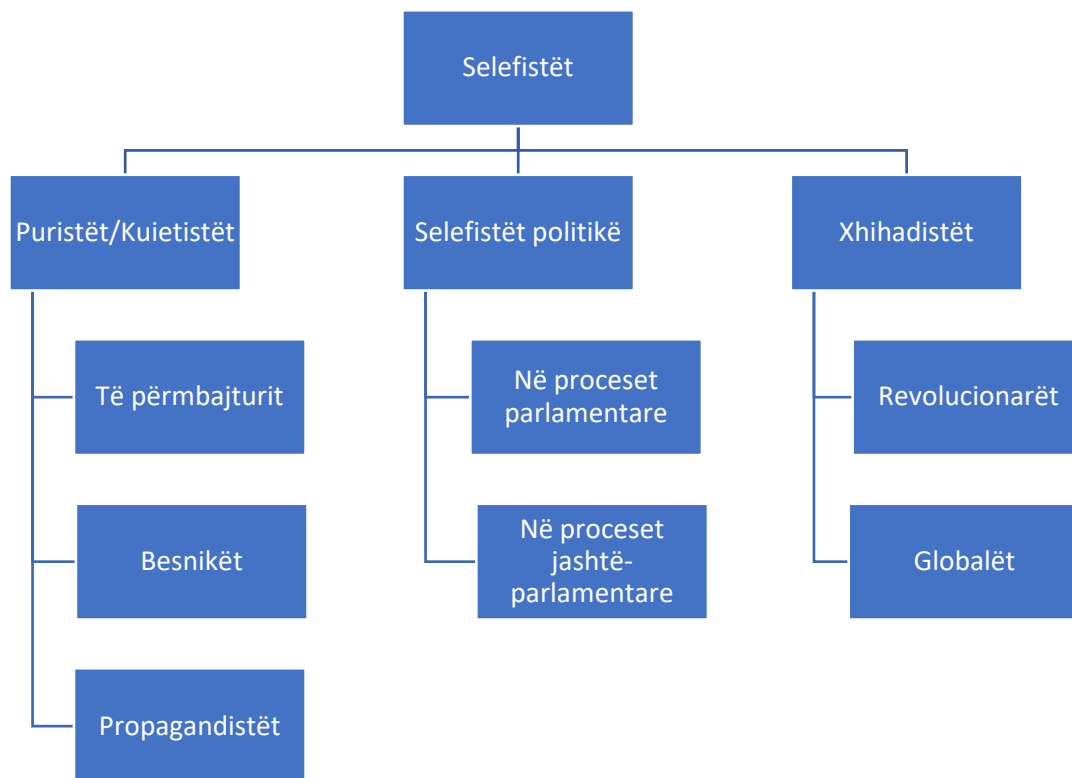 Selefistët
Puristët/Kuietistët
Selefistët politikë
Xhihadistët
Të përmbajturit
Në proceset
parlamentare
Revolucionarët
Besnikët
Në proceset
jashtë-
parlamentare
Globalët
Propagandistët